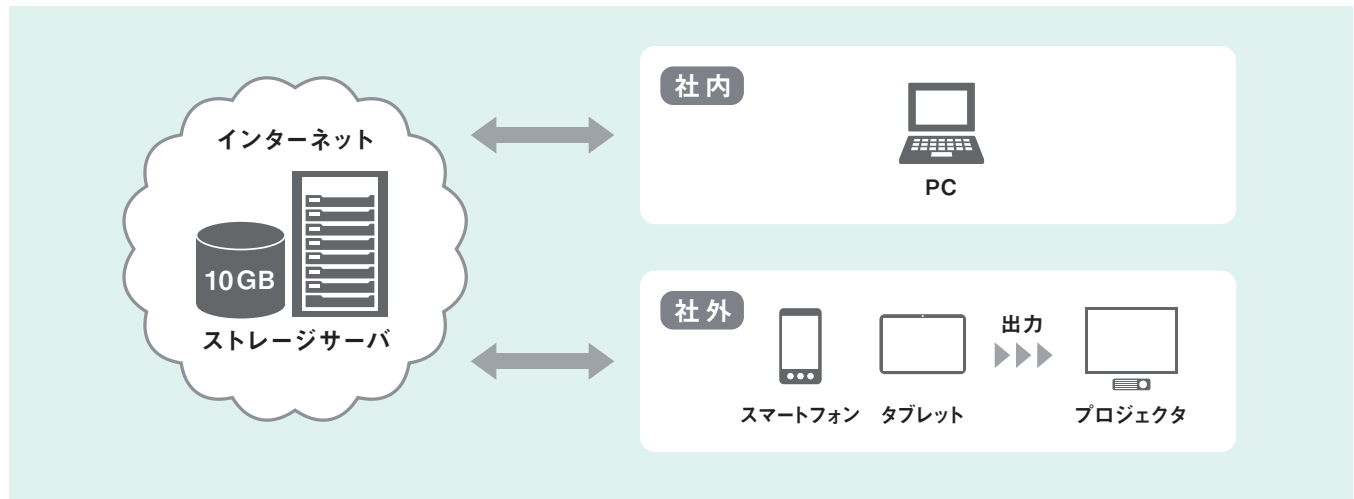 インターネット
10GB
ストレージサーバ
社内
PC
社外
スマートフォン
タブレット
出力
プロジェクタ